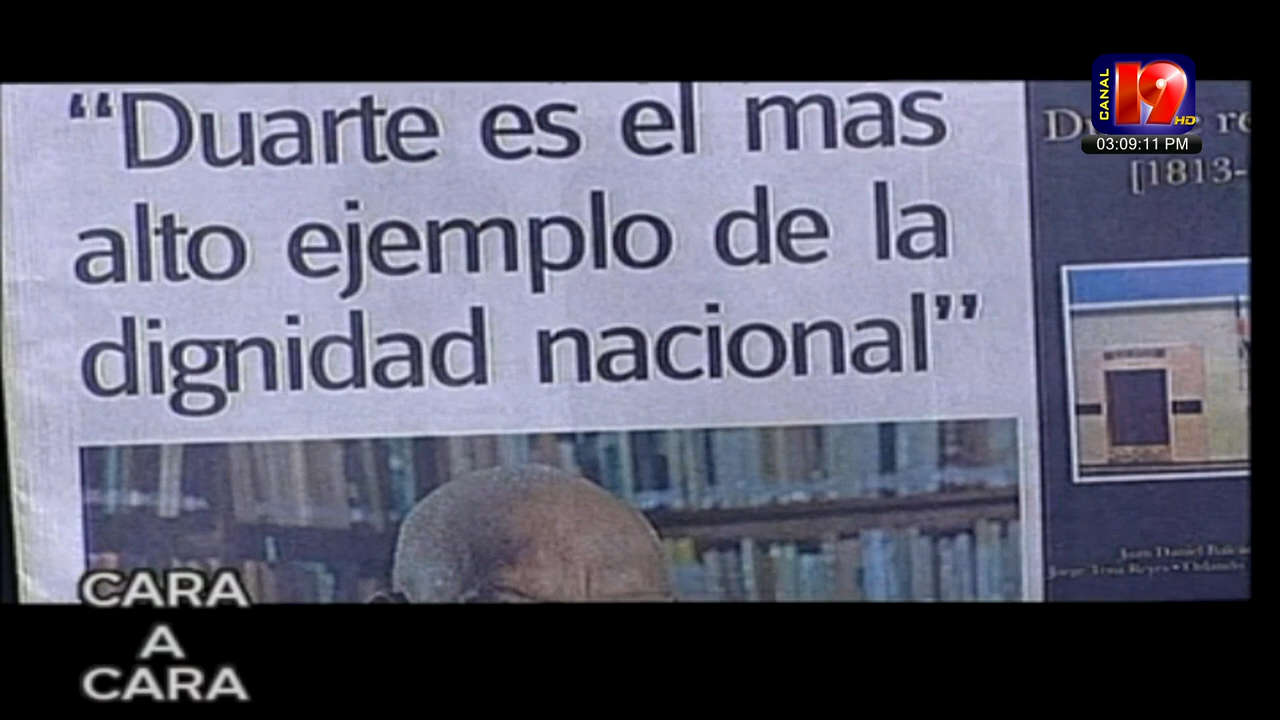 “Duarte es el mas
alto ejemplo de la
dignidad nacional”
CANAL
19
HD
03:09:11 PM
[1813-
CARA
A
CARA